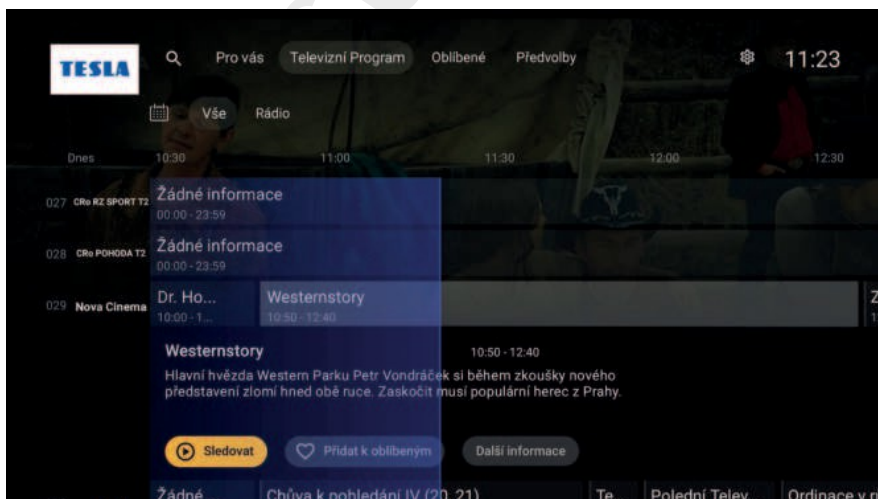 TESLA
Pro vás Televizní Program Oblíbené Předvolby 11:23
Vše Rádio
Dnes 10:30 11:00 11:30 12:00 12:30
027 CRo RZ SPORT T2 Žádné informace
00:00 - 23:59
028 CRo POHODA T2 Žádné informace
00:00 - 23:59
029 Nova Cinema Dr. Ho... Westernstory Z
10:00 - 1... 10:50 - 12:40
Westernstory 10:50 - 12:40
Hlavní hvězda Western Parku Petr Vondráček si během zkoušky nového
představení zlomí hned obě ruce. Zaskočit musí populární herec z Prahy.
Sledovat Přidat k oblíbeným Další informace
Žádné Chůva k pohledání IV (20, 21) Te... Polední Telev... Ordinace v r